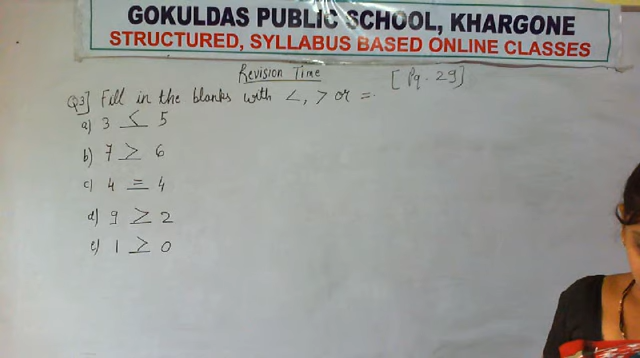 GOKULDAS PUBLIC SCHOOL, KHARGONE
STRUCTURED, SYLLABUS BASED ONLINE CLASSES
Revision Time
[Pg. 29]
Q3] Fill in the blanks with <, > or =.
a) 3 < 5
b) 7 > 6
c) 4 = 4
d) 9 > 2
e) 1 > 0